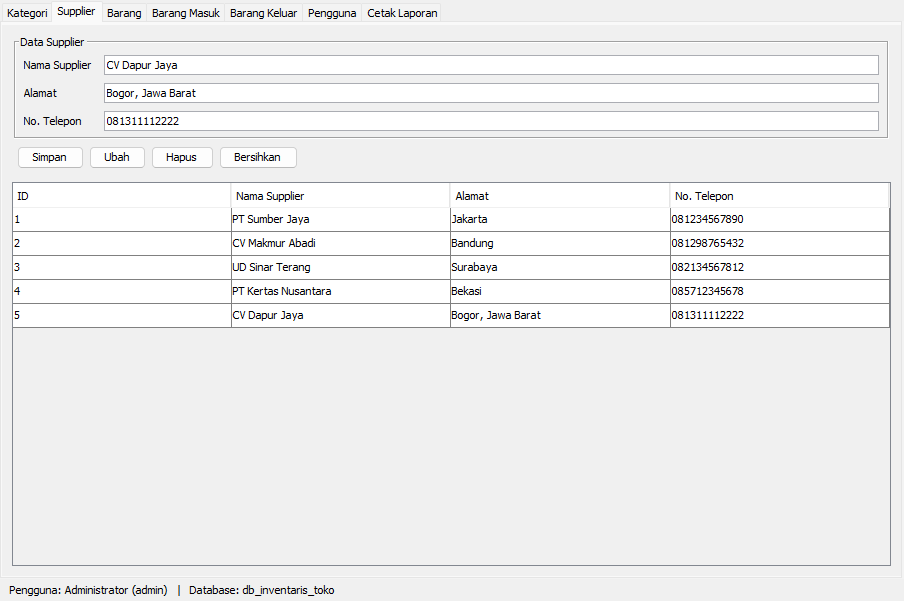 Kategori Supplier Barang Barang Masuk Barang Keluar Pengguna Cetak Laporan
Data Supplier
Nama Supplier CV Dapur Jaya
Alamat Bogor, Jawa Barat
No. Telepon 081311112222
Simpan Ubah Hapus Bersihkan
ID Nama Supplier Alamat No. Telepon
1 PT Sumber Jaya Jakarta 081234567890
2 CV Makmur Abadi Bandung 081298765432
3 UD Sinar Terang Surabaya 082134567812
4 PT Kertas Nusantara Bekasi 085712345678
5 CV Dapur Jaya Bogor, Jawa Barat 081311112222
Pengguna: Administrator (admin) | Database: db_inventaris_toko